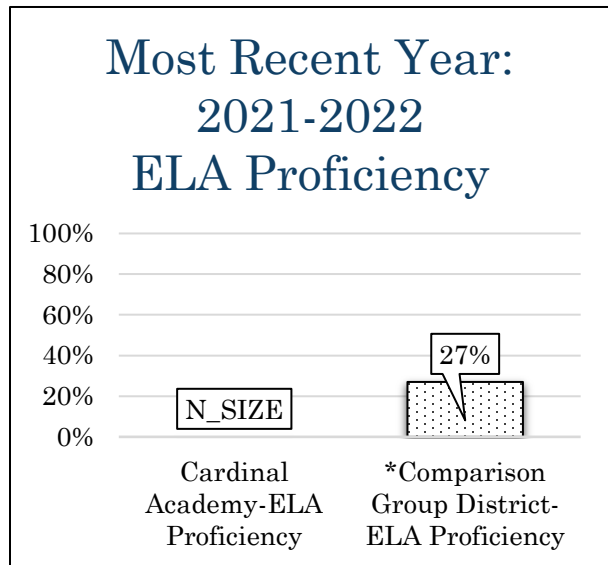 Most Recent Year:
2021-2022
ELA Proficiency
100%
80%
60%
40%
20%
0%
N_SIZE
27%
Cardinal
Academy-ELA
Proficiency
*Comparison
Group District-
ELA Proficiency